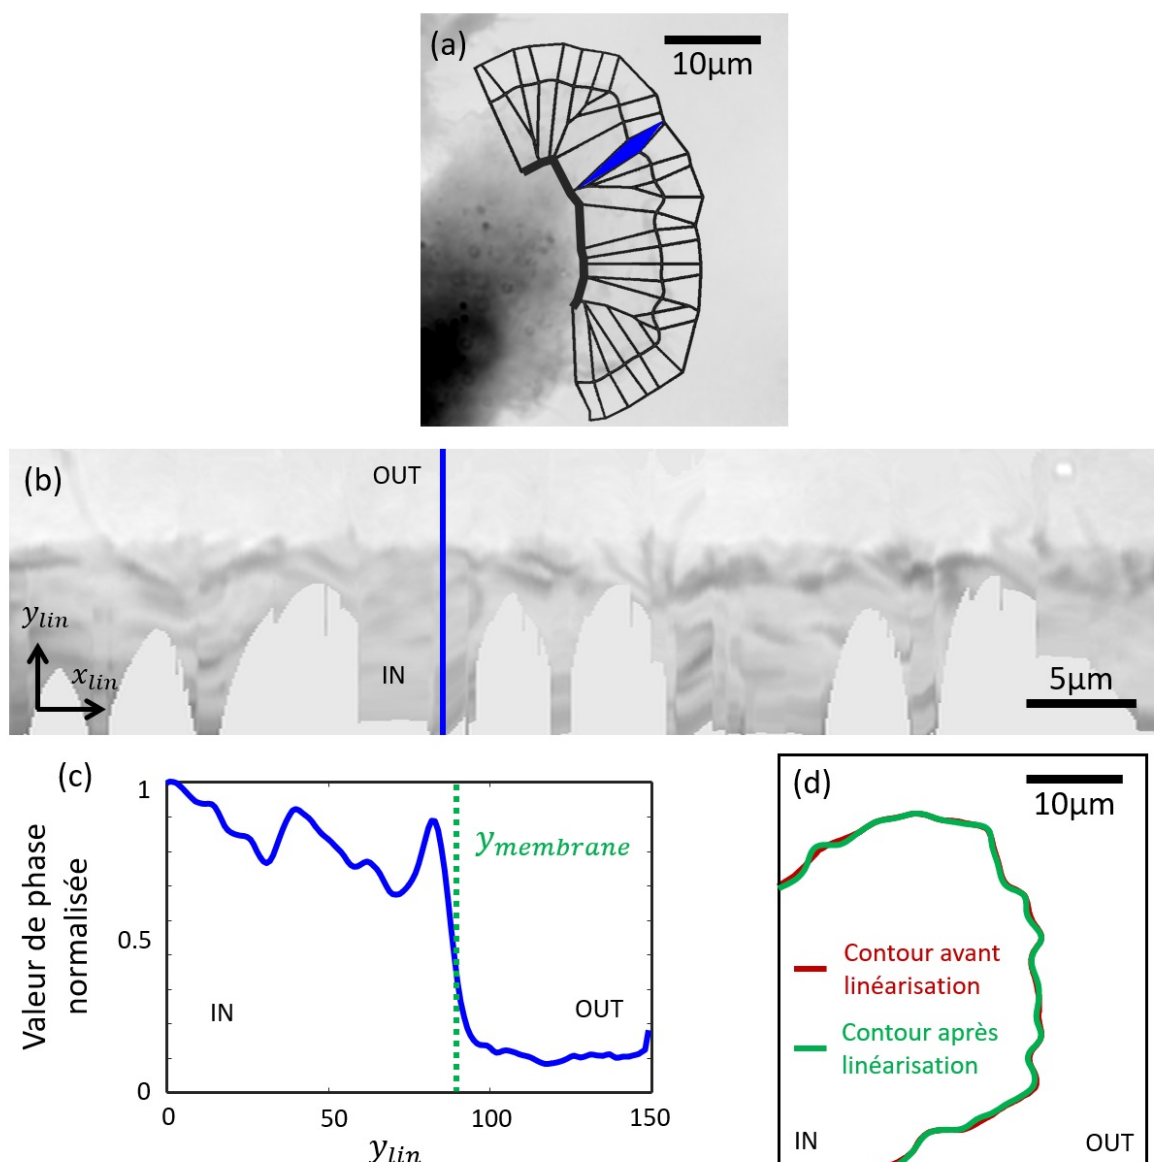 (a)
10µm
(b)
OUT
y_lin
x_lin
IN
5µm
(c)
1
0.5
0
Valeur de phase
normalisée
y_membrane
IN
OUT
0
50
100
150
y_lin
(d)
10µm
Contour avant
linéarisation
Contour après
linéarisation
IN
OUT